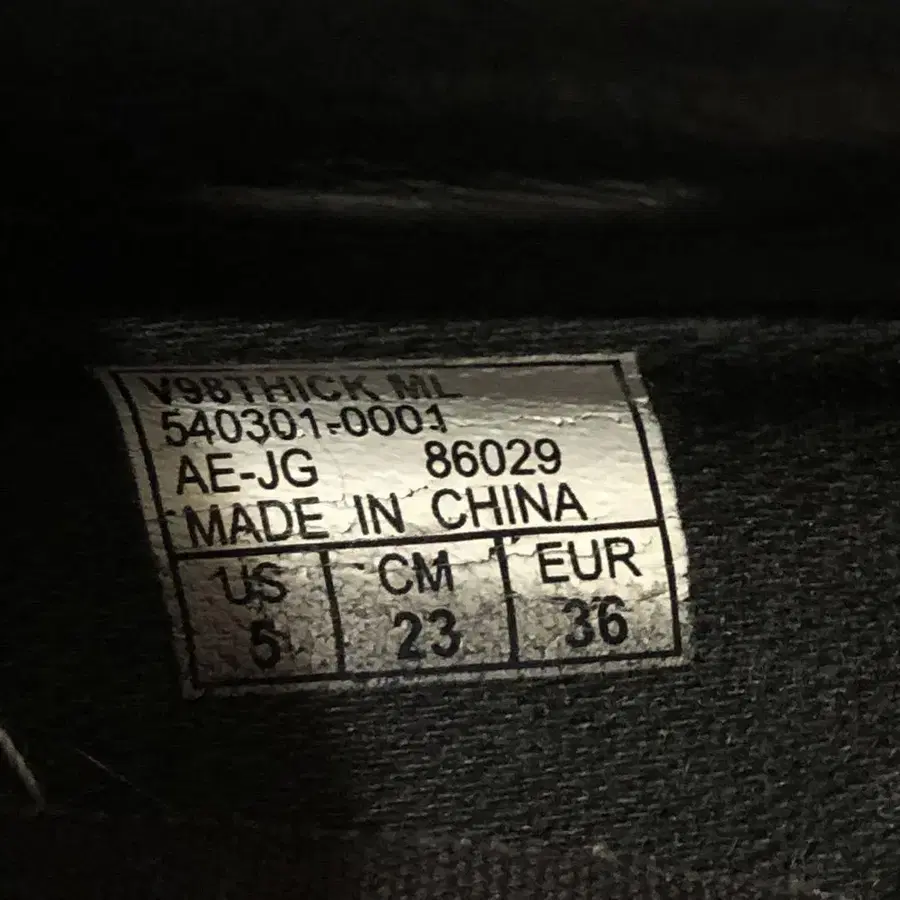 V98THICK ML
540301-0001
AE-JG 86029
MADE IN CHINA
US CM EUR
5 23 36